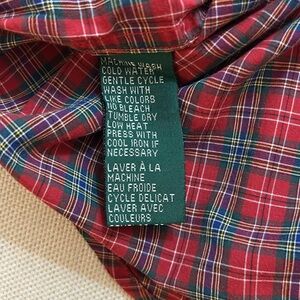 MACHINE WASH
COLD WATER
GENTLE CYCLE
WASH WITH
LIKE COLORS
NO BLEACH
TUMBLE DRY
LOW HEAT
PRESS WITH
COOL IRON IF
NECESSARY
LAVER À LA
MACHINE
EAU FROIDE
CYCLE DELICAT
LAVER AVEC
COULEURS